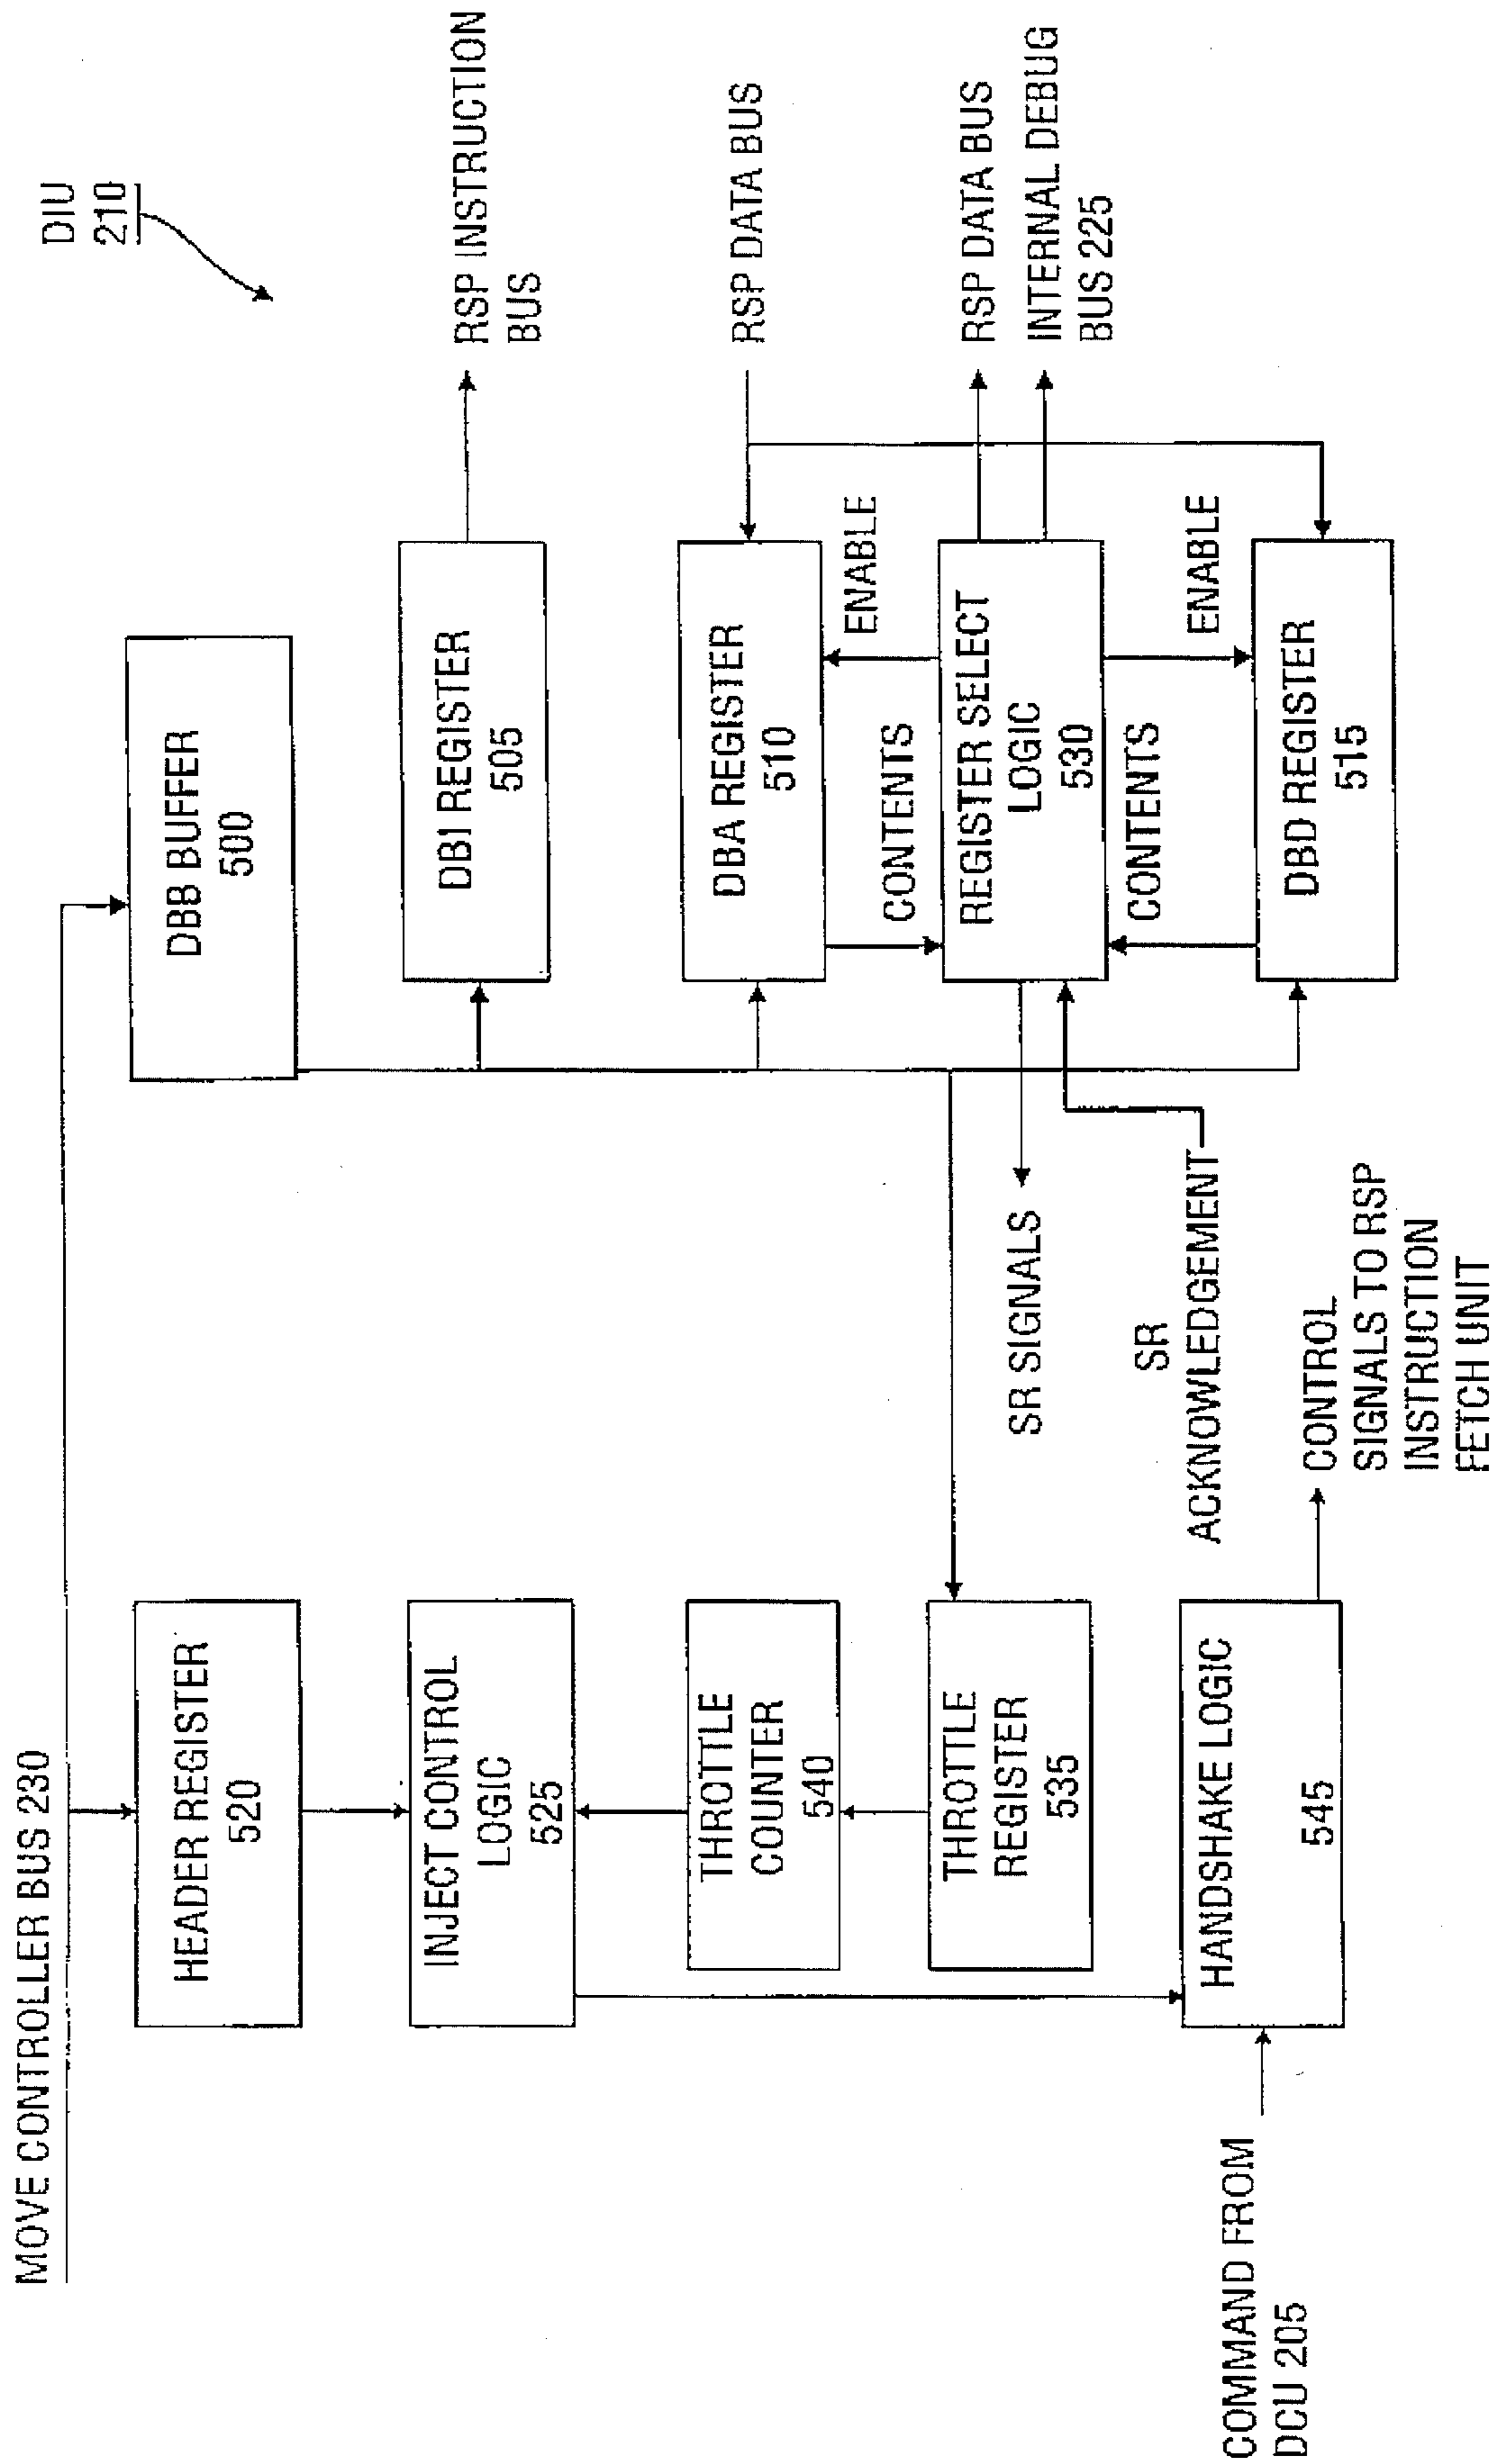 DIU
210
MOVE CONTROLLER BUS 230
HEADER REGISTER
520
DBB BUFFER
500
INJECT CONTROL
LOGIC
525
DBI REGISTER
505
RSP INSTRUCTION
BUS
THROTTLE
COUNTER
540
DBA REGISTER
510
RSP DATA BUS
CONTENTS
ENABLE
THROTTLE
REGISTER
535
REGISTER SELECT
LOGIC
530
RSP DATA BUS
INTERNAL DEBUG
BUS 225
SR SIGNALS
SR
ACKNOWLEDGEMENT
CONTENTS
ENABLE
HANDSHAKE LOGIC
545
DBD REGISTER
515
COMMAND FROM
DCU 205
CONTROL
SIGNALS TO RSP
INSTRUCTION
FETCH UNIT